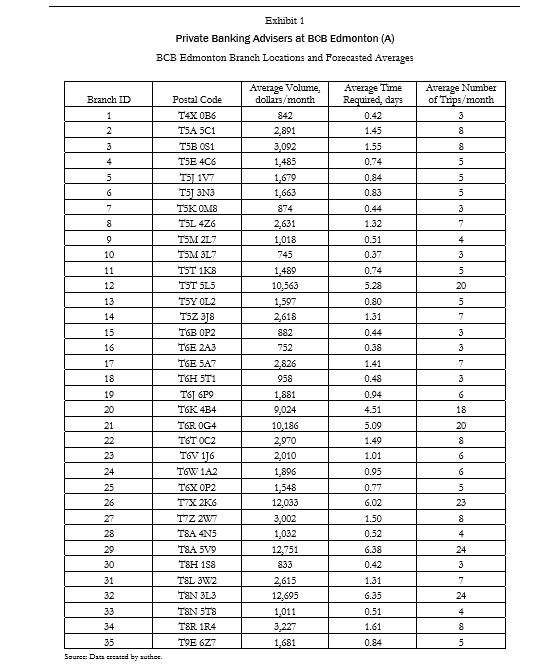 Exhibit 1
Private Banking Advisers at BCB Edmonton (A)
BCB Edmonton Branch Locations and Forecasted Averages
Branch ID Postal Code Average Volume, dollars/month Average Time Required, days Average Number of Trips/month
1 T4X 0B6 842 0.42 3
2 T5A 5C1 2,891 1.45 8
3 T5B 0S1 3,092 1.55 8
4 T5E 4C6 1,485 0.74 5
5 T5J 1V7 1,679 0.84 5
6 T5J 3N3 1,663 0.83 5
7 T5K 0M8 874 0.44 3
8 T5L 4Z6 2,631 1.32 7
9 T5M 2L7 1,018 0.51 4
10 T5M 3L7 745 0.37 3
11 T5T 1K8 1,489 0.74 5
12 T5T 5L5 10,563 5.28 20
13 T5Y 0L2 1,597 0.80 5
14 T5Z 3J8 2,618 1.31 7
15 T6B 0P2 882 0.44 3
16 T6E 2A3 752 0.38 3
17 T6E 5A7 2,826 1.41 7
18 T6H 5T1 958 0.48 3
19 T6J 6P9 1,881 0.94 6
20 T6K 4B4 9,024 4.51 18
21 T6R 0G4 10,186 5.09 20
22 T6T 0C2 2,970 1.49 8
23 T6V 1J6 2,010 1.01 6
24 T6W 1A2 1,896 0.95 6
25 T6X 0P2 1,548 0.77 5
26 T7X 2K6 12,033 6.02 23
27 T7Z 2W7 3,002 1.50 8
28 T8A 4N5 1,032 0.52 4
29 T8A 5V9 12,751 6.38 24
30 T8H 1S8 833 0.42 3
31 T8L 3W2 2,615 1.31 7
32 T8N 3L3 12,695 6.35 24
33 T8N 5T8 1,011 0.51 4
34 T8R 1R4 3,227 1.61 8
35 T9E 6Z7 1,681 0.84 5
Source: Data created by author.